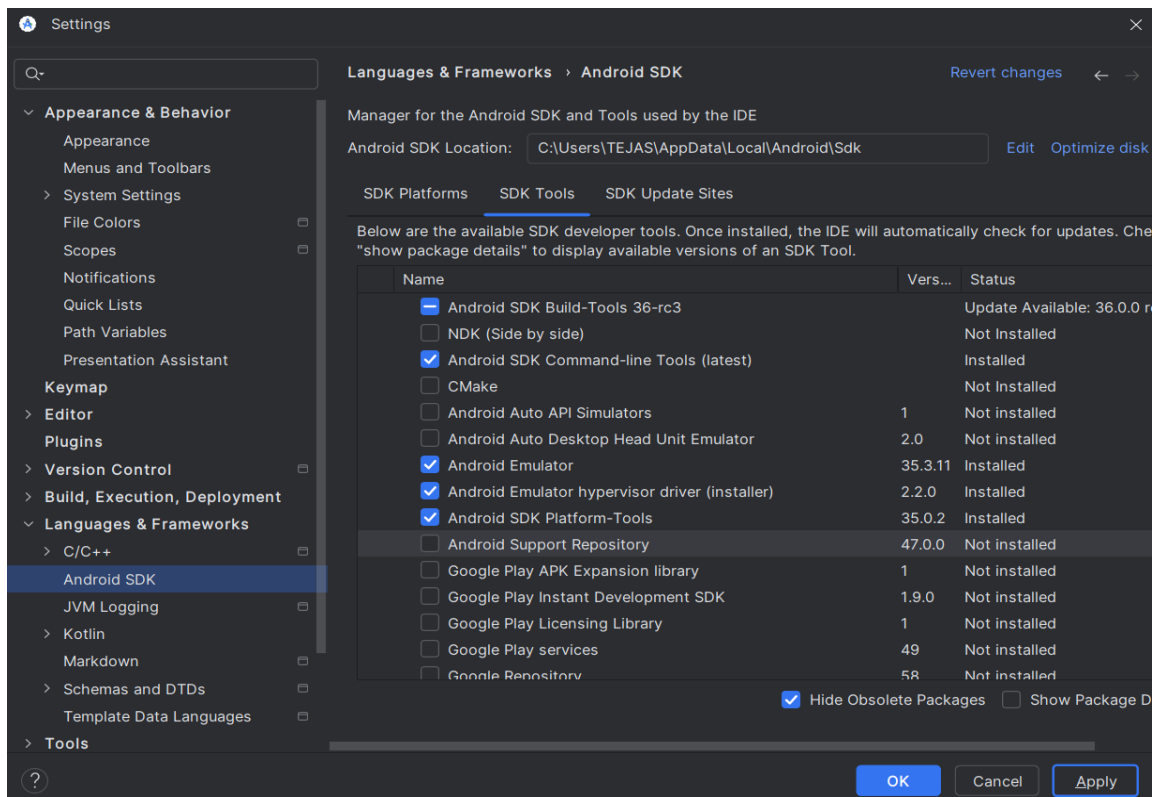 Settings
Languages & Frameworks › Android SDK
Revert changes
Appearance & Behavior
Appearance
Menus and Toolbars
System Settings
File Colors
Scopes
Notifications
Quick Lists
Path Variables
Presentation Assistant
Keymap
Editor
Plugins
Version Control
Build, Execution, Deployment
Languages & Frameworks
C/C++
Android SDK
JVM Logging
Kotlin
Markdown
Schemas and DTDs
Template Data Languages
Tools
Manager for the Android SDK and Tools used by the IDE
Android SDK Location: C:\Users\TEJAS\AppData\Local\Android\Sdk Edit Optimize disk
SDK Platforms SDK Tools SDK Update Sites
Below are the available SDK developer tools. Once installed, the IDE will automatically check for updates. Che
"show package details" to display available versions of an SDK Tool.
Name Vers... Status
Android SDK Build-Tools 36-rc3 Update Available: 36.0.0 r
NDK (Side by side) Not Installed
Android SDK Command-line Tools (latest) Installed
CMake Not Installed
Android Auto API Simulators 1 Not installed
Android Auto Desktop Head Unit Emulator 2.0 Not installed
Android Emulator 35.3.11 Installed
Android Emulator hypervisor driver (installer) 2.2.0 Installed
Android SDK Platform-Tools 35.0.2 Installed
Android Support Repository 47.0.0 Not installed
Google Play APK Expansion library 1 Not installed
Google Play Instant Development SDK 1.9.0 Not installed
Google Play Licensing Library 1 Not installed
Google Play services 49 Not installed
Google Repository 58 Not installed
Hide Obsolete Packages Show Package D
? OK Cancel Apply